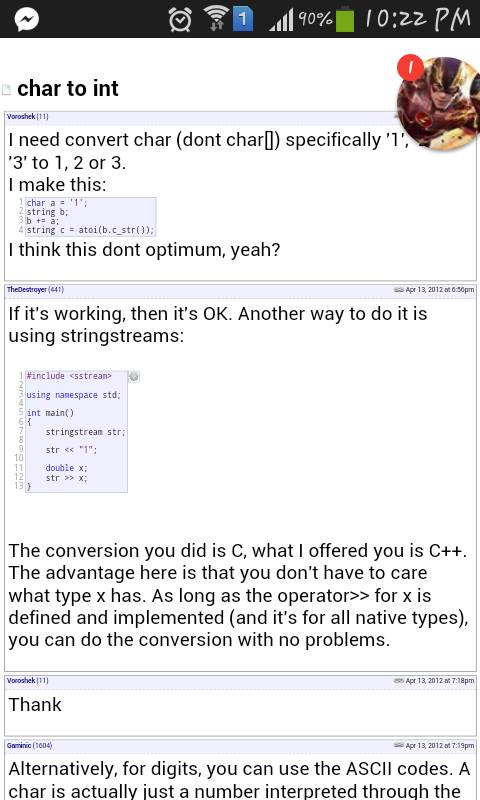 1
90%
10:22 PM
1
char to int
Voroshek (11)
I need convert char (dont char[]) specifically '1',
'3' to 1, 2 or 3.
I make this:
1 char a = '1';
2 string b;
3 b += a;
4 string c = atoi(b.c_str());
I think this dont optimum, yeah?
TheDestroyer (441) Apr 13, 2012 at 6:56pm
If it's working, then it's OK. Another way to do it is
using stringstreams:
1 #include <sstream>
2
3 using namespace std;
4
5 int main()
6 {
7 stringstream str;
8
9 str << "1";
10
11 double x;
12 str >> x;
13 }
The conversion you did is C, what I offered you is C++.
The advantage here is that you don't have to care
what type x has. As long as the operator>> for x is
defined and implemented (and it's for all native types),
you can do the conversion with no problems.
Voroshek (11) Apr 13, 2012 at 7:18pm
Thank
Gaminic (1604) Apr 13, 2012 at 7:19pm
Alternatively, for digits, you can use the ASCII codes. A
char is actually just a number interpreted through the